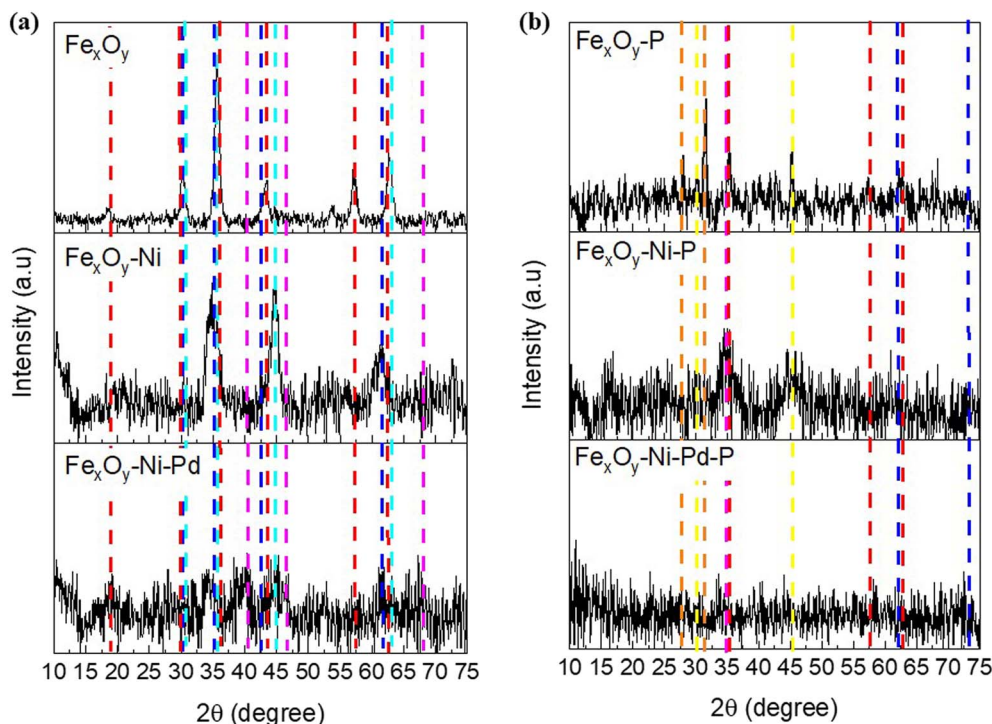 (a)
Intensity (a.u)
FexOy
FexOy-Ni
FexOy-Ni-Pd
10 15 20 25 30 35 40 45 50 55 60 65 70 75
2θ (degree)
(b)
Intensity (a.u)
FexOy-P
FexOy-Ni-P
FexOy-Ni-Pd-P
10 15 20 25 30 35 40 45 50 55 60 65 70 75
2θ (degree)